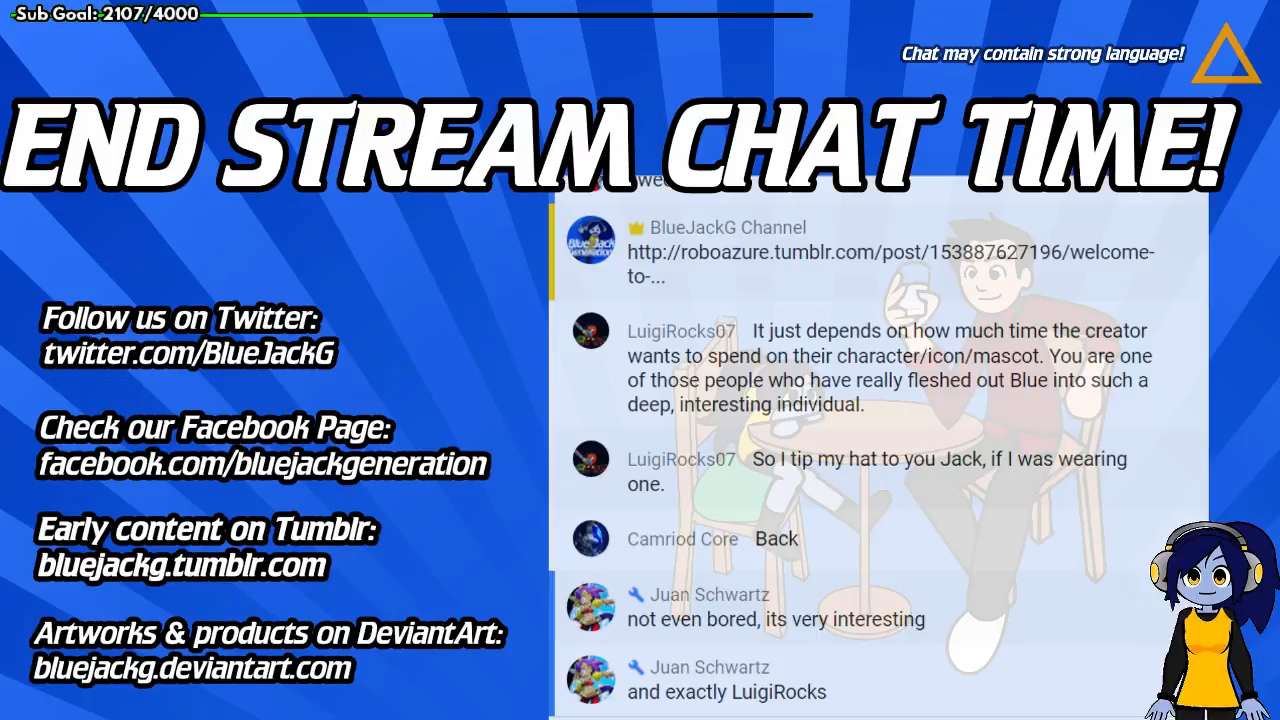 Sub Goal: 2107/4000
Chat may contain strong language!
END STREAM CHAT TIME!
Follow us on Twitter:
twitter.com/BlueJackG
Check our Facebook Page:
facebook.com/bluejackgeneration
Early content on Tumblr:
bluejackg.tumblr.com
Artworks & products on DeviantArt:
bluejackg.deviantart.com
BlueJackG Channel
http://roboazure.tumblr.com/post/153887627196/welcome-
to-...
LuigiRocks07 It just depends on how much time the creator
wants to spend on their character/icon/mascot. You are one
of those people who have really fleshed out Blue into such a
deep, interesting individual.
LuigiRocks07 So I tip my hat to you Jack, if I was wearing
one.
Camriod Core Back
Juan Schwartz
not even bored, its very interesting
Juan Schwartz
and exactly LuigiRocks